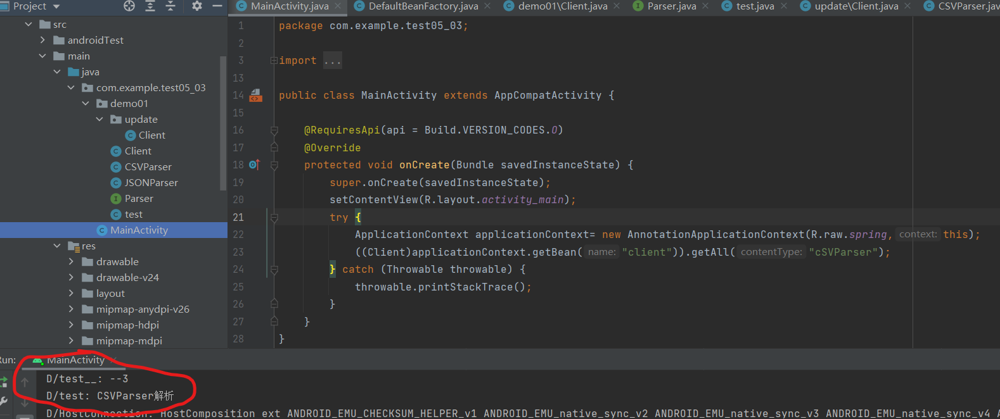 Project
MainActivity.java
DefaultBeanFactory.java
demo01\Client.java
Parser.java
test.java
update\Client.java
CSVParser.jav
src
androidTest
main
java
com.example.test05_03
demo01
update
Client
Client
CSVParser
JSONParser
Parser
test
MainActivity
res
drawable
drawable-v24
layout
mipmap-anydpi-v26
mipmap-hdpi
mipmap-mdpi
1 package com.example.test05_03;
2
3 import ...
13
14 public class MainActivity extends AppCompatActivity {
15
16 @RequiresApi(api = Build.VERSION_CODES.O)
17 @Override
18 protected void onCreate(Bundle savedInstanceState) {
19 super.onCreate(savedInstanceState);
20 setContentView(R.layout.activity_main);
21 try {
22 ApplicationContext applicationContext= new AnnotationApplicationContext(R.raw.spring, context: this);
23 ((Client)applicationContext.getBean( name: "client")).getAll( contentType: "cSVParser");
24 } catch (Throwable throwable) {
25 throwable.printStackTrace();
26 }
27 }
28 }
Run: MainActivity
D/test__: --3
D/test: CSVParser解析
D/HostConnection: HostComposition ext ANDROID_EMU_CHECKSUM_HELPER_v1 ANDROID_EMU_native_sync_v2 ANDROID_EMU_native_sync_v3 ANDROID_EMU_native_sync_v4